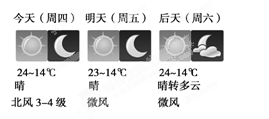 今天（周四） 明天（周五） 后天（周六）
24~14℃ 23~14℃ 24~14℃
晴 晴 晴转多云
北风3-4级 微风 微风